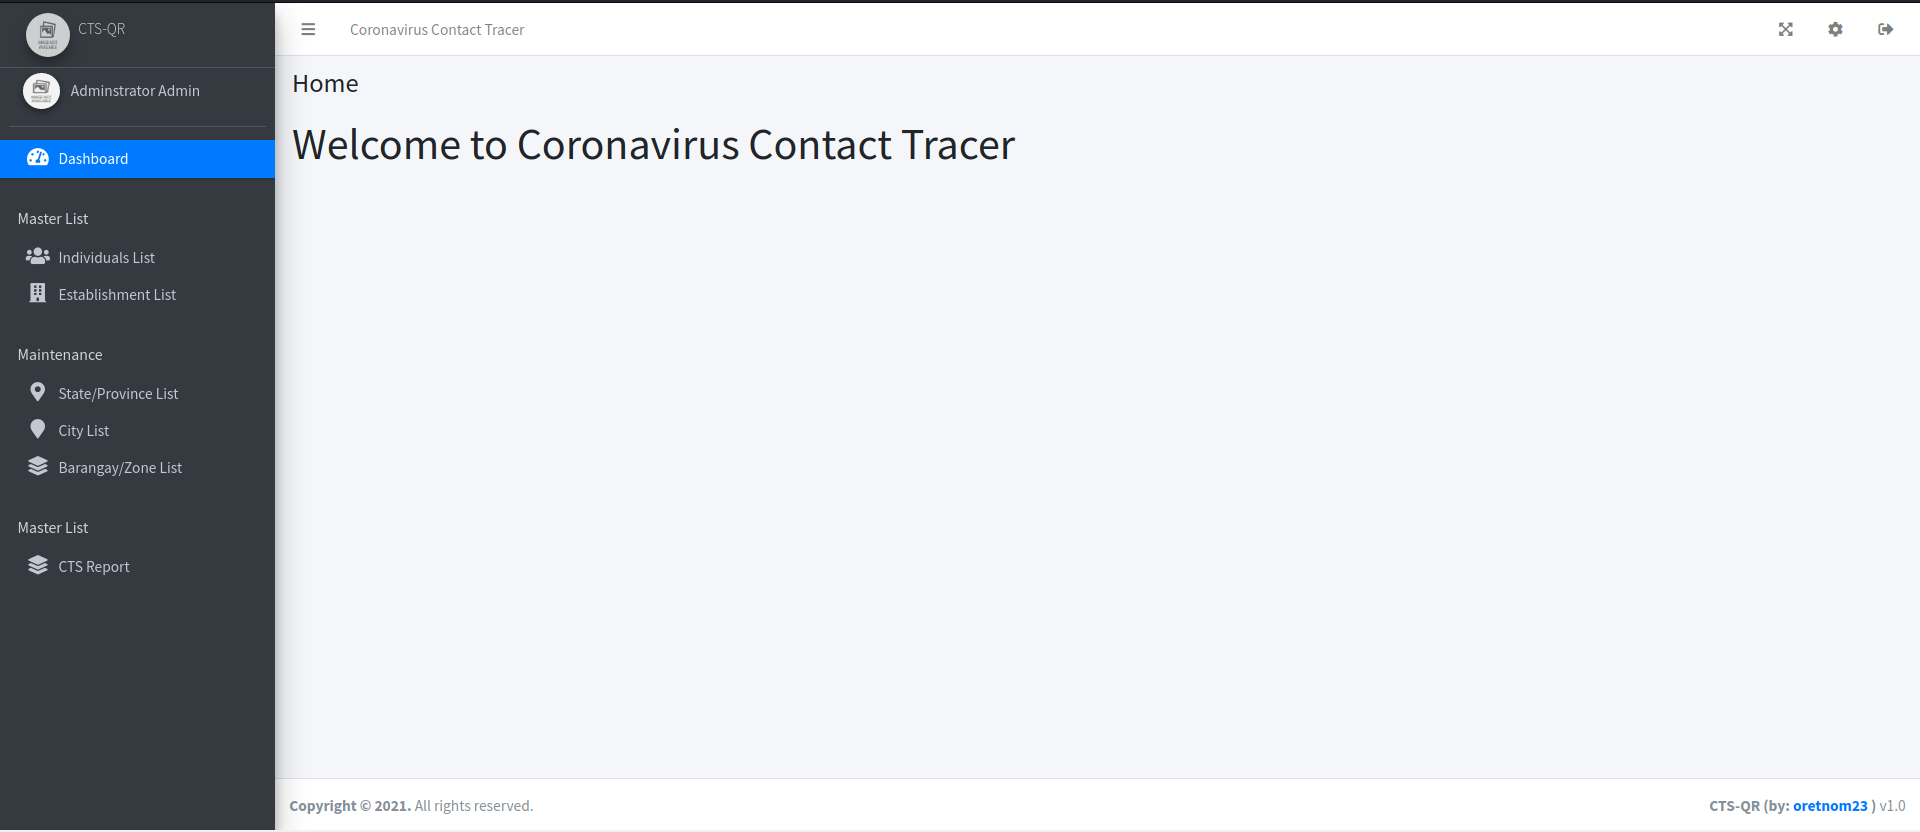 CTS-QR
Adminstrator Admin
Dashboard
Master List
Individuals List
Establishment List
Maintenance
State/Province List
City List
Barangay/Zone List
Master List
CTS Report
Coronavirus Contact Tracer
Home
Welcome to Coronavirus Contact Tracer
Copyright © 2021. All rights reserved.
CTS-QR (by: oretnom23 ) v1.0